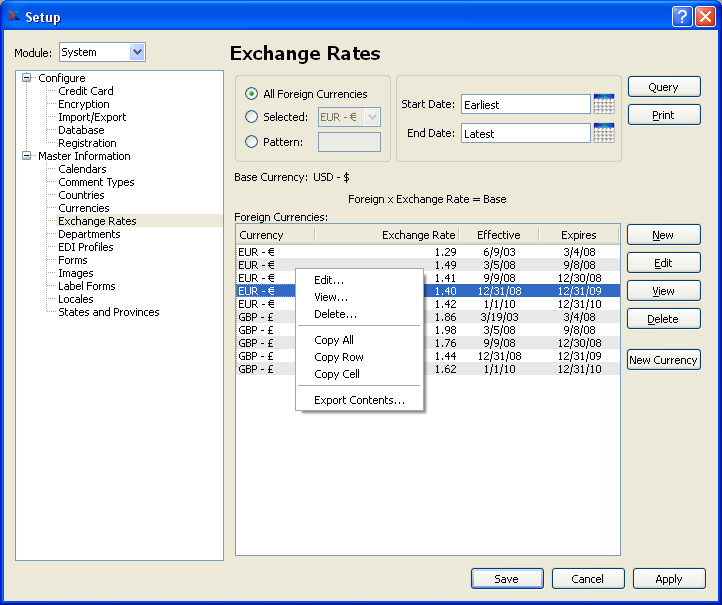 Setup
Module: System
Exchange Rates
Configure
Credit Card
Encryption
Import/Export
Database
Registration
Master Information
Calendars
Comment Types
Countries
Currencies
Exchange Rates
Departments
EDI Profiles
Forms
Images
Label Forms
Locales
States and Provinces
All Foreign Currencies
Selected: EUR - €
Pattern:
Start Date: Earliest
End Date: Latest
Query
Print
Base Currency: USD - $
Foreign x Exchange Rate = Base
Foreign Currencies:
Currency Exchange Rate Effective Expires
EUR - € 1.29 6/9/03 3/4/08
EUR - € 1.49 3/5/08 9/8/08
EUR - € 1.41 9/9/08 12/30/08
EUR - € 1.40 12/31/08 12/31/09
EUR - € 1.42 1/1/10 12/31/10
GBP - £ 1.86 3/19/03 3/4/08
GBP - £ 1.98 3/5/08 9/8/08
GBP - £ 1.76 9/9/08 12/30/08
GBP - £ 1.44 12/31/08 12/31/09
GBP - £ 1.62 1/1/10 12/31/10
Edit...
View...
Delete...
Copy All
Copy Row
Copy Cell
Export Contents...
New
Edit
View
Delete
New Currency
Save
Cancel
Apply